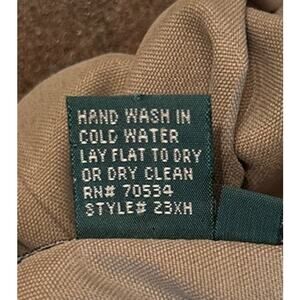 HAND WASH IN
COLD WATER
LAY FLAT TO DRY
OR DRY CLEAN
RN# 70534
STYLE# 23XH